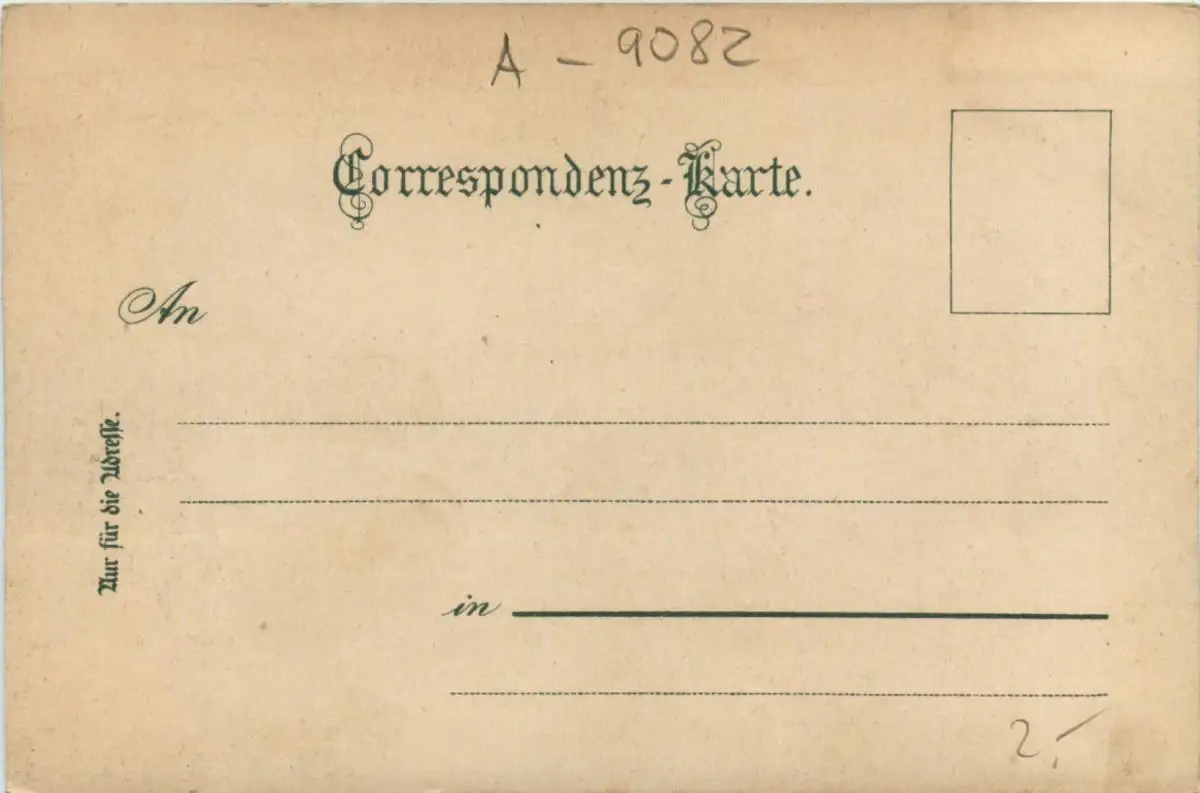 A - 9082
Correspondenz-Karte.
An
Nur für die Adresse.
in
2,-